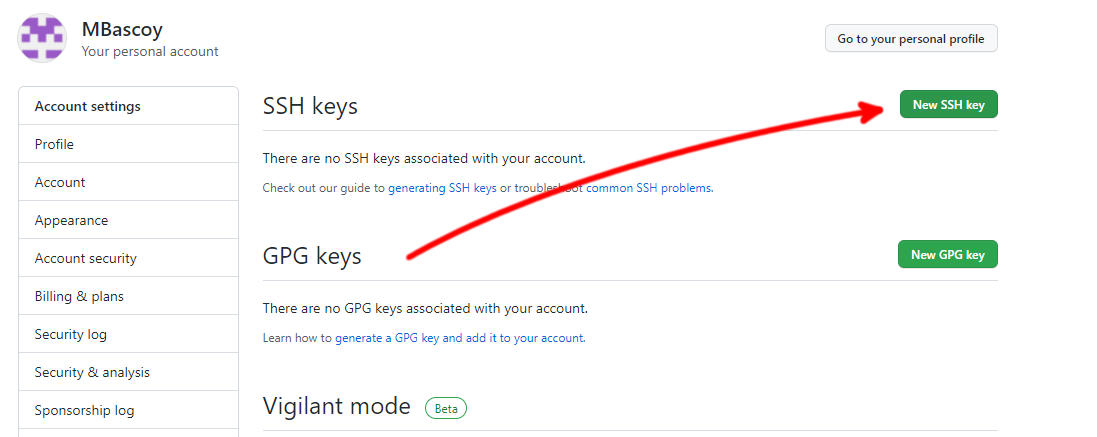 MBascoy
Your personal account
Go to your personal profile
Account settings
Profile
Account
Appearance
Account security
Billing & plans
Security log
Security & analysis
Sponsorship log
SSH keys
New SSH key
There are no SSH keys associated with your account.
Check out our guide to generating SSH keys or troubleshoot common SSH problems.
GPG keys
New GPG key
There are no GPG keys associated with your account.
Learn how to generate a GPG key and add it to your account.
Vigilant mode Beta